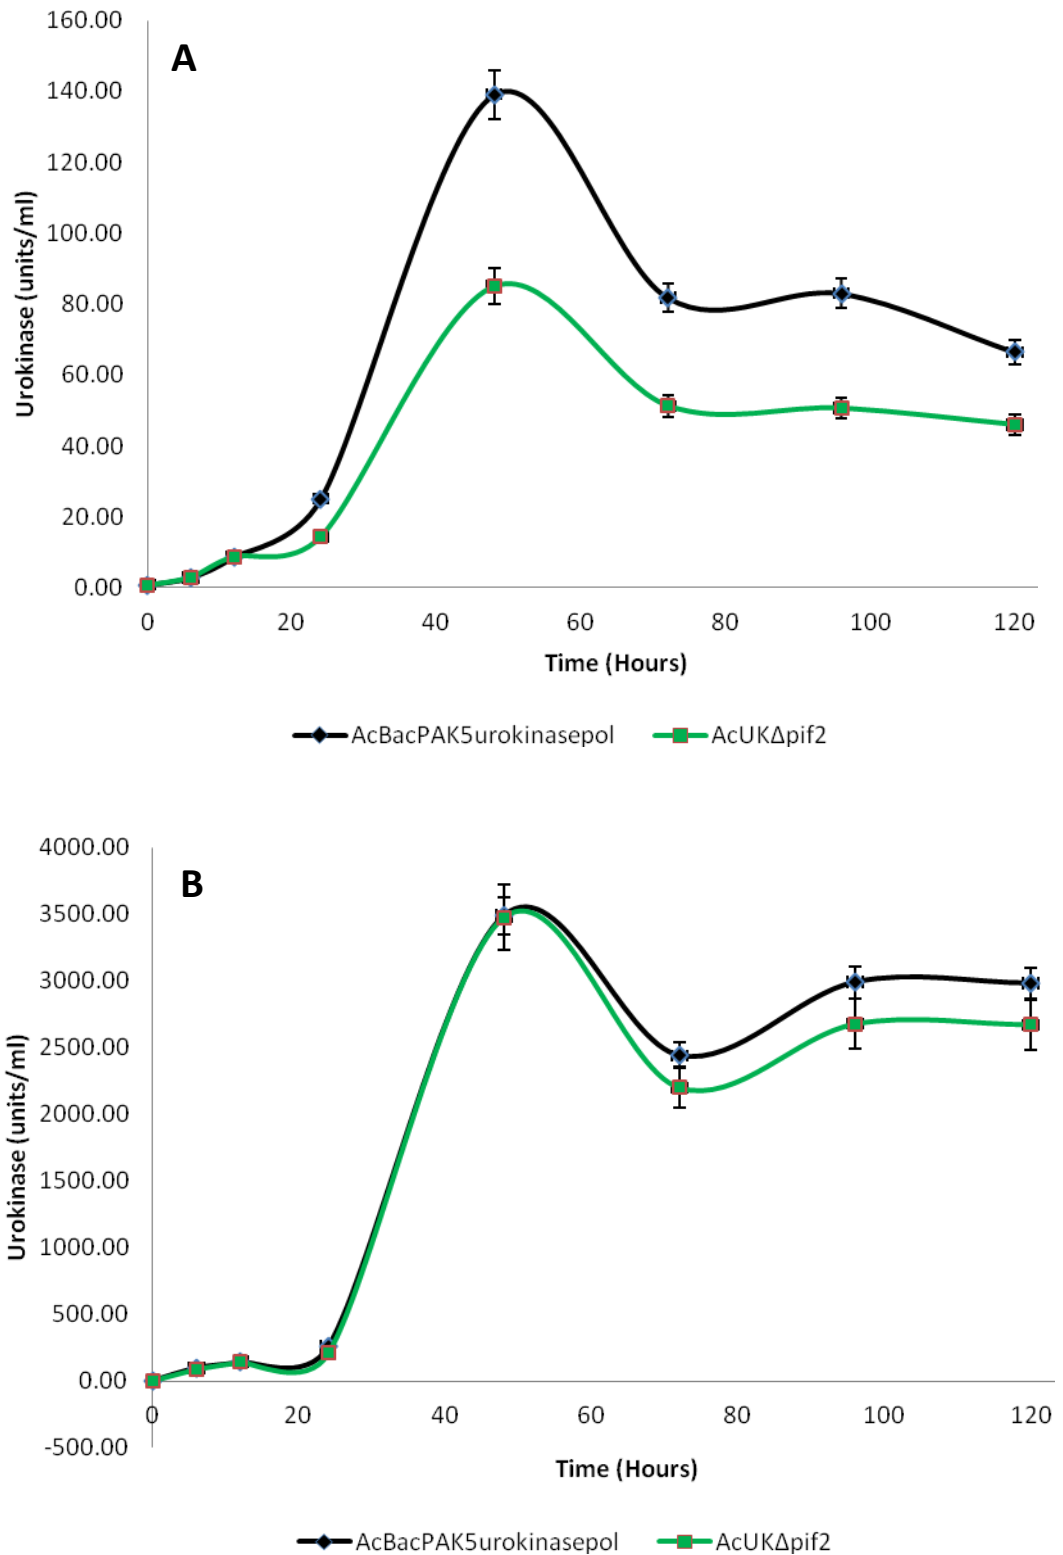 160.00
A
140.00
120.00
100.00
80.00
60.00
40.00
20.00
0.00
Urokinase (units/ml)
0 20 40 60 80 100 120
Time (Hours)
AcBacPAK5urokinasepol AcUKΔpif2
4000.00
B
3500.00
3000.00
2500.00
2000.00
1500.00
1000.00
500.00
0.00
-500.00
Urokinase (units/ml)
0 20 40 60 80 100 120
Time (Hours)
AcBacPAK5urokinasepol AcUKΔpif2